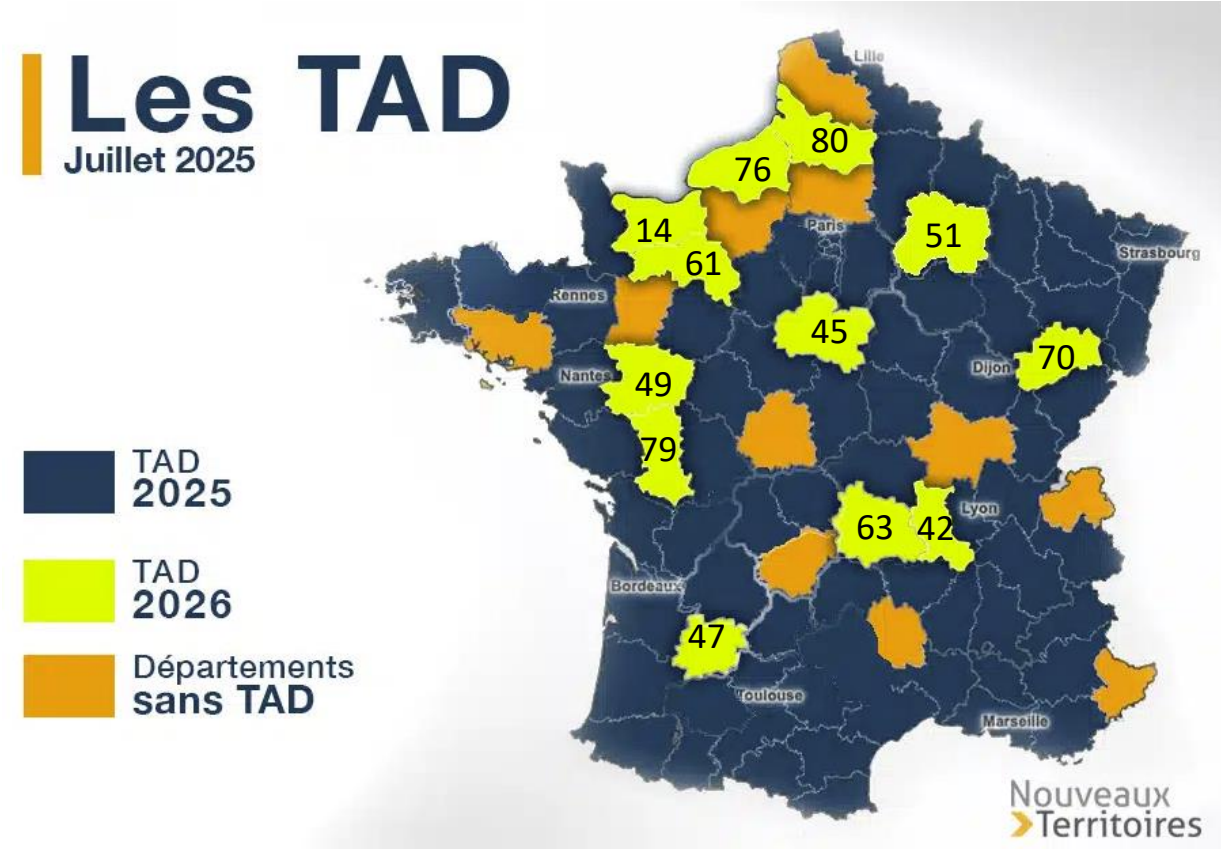 Les TAD
Juillet 2025
Lille
80
76
Paris
14
51
61
Strasbourg
Rennes
45
70
Dijon
Nantes
49
79
63
42
Lyon
Bordeaux
47
Toulouse
Marseille
TAD
2025
TAD
2026
Départements
sans TAD
Nouveaux
Territoires